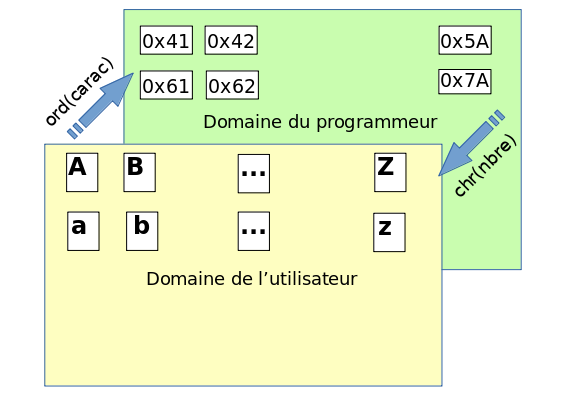 0x41 0x42 0x5A
0x61 0x62 0x7A
Domaine du programmeur
ord(carac)
chr(nbre)
A B ... Z
a b ... z
Domaine de l’utilisateur